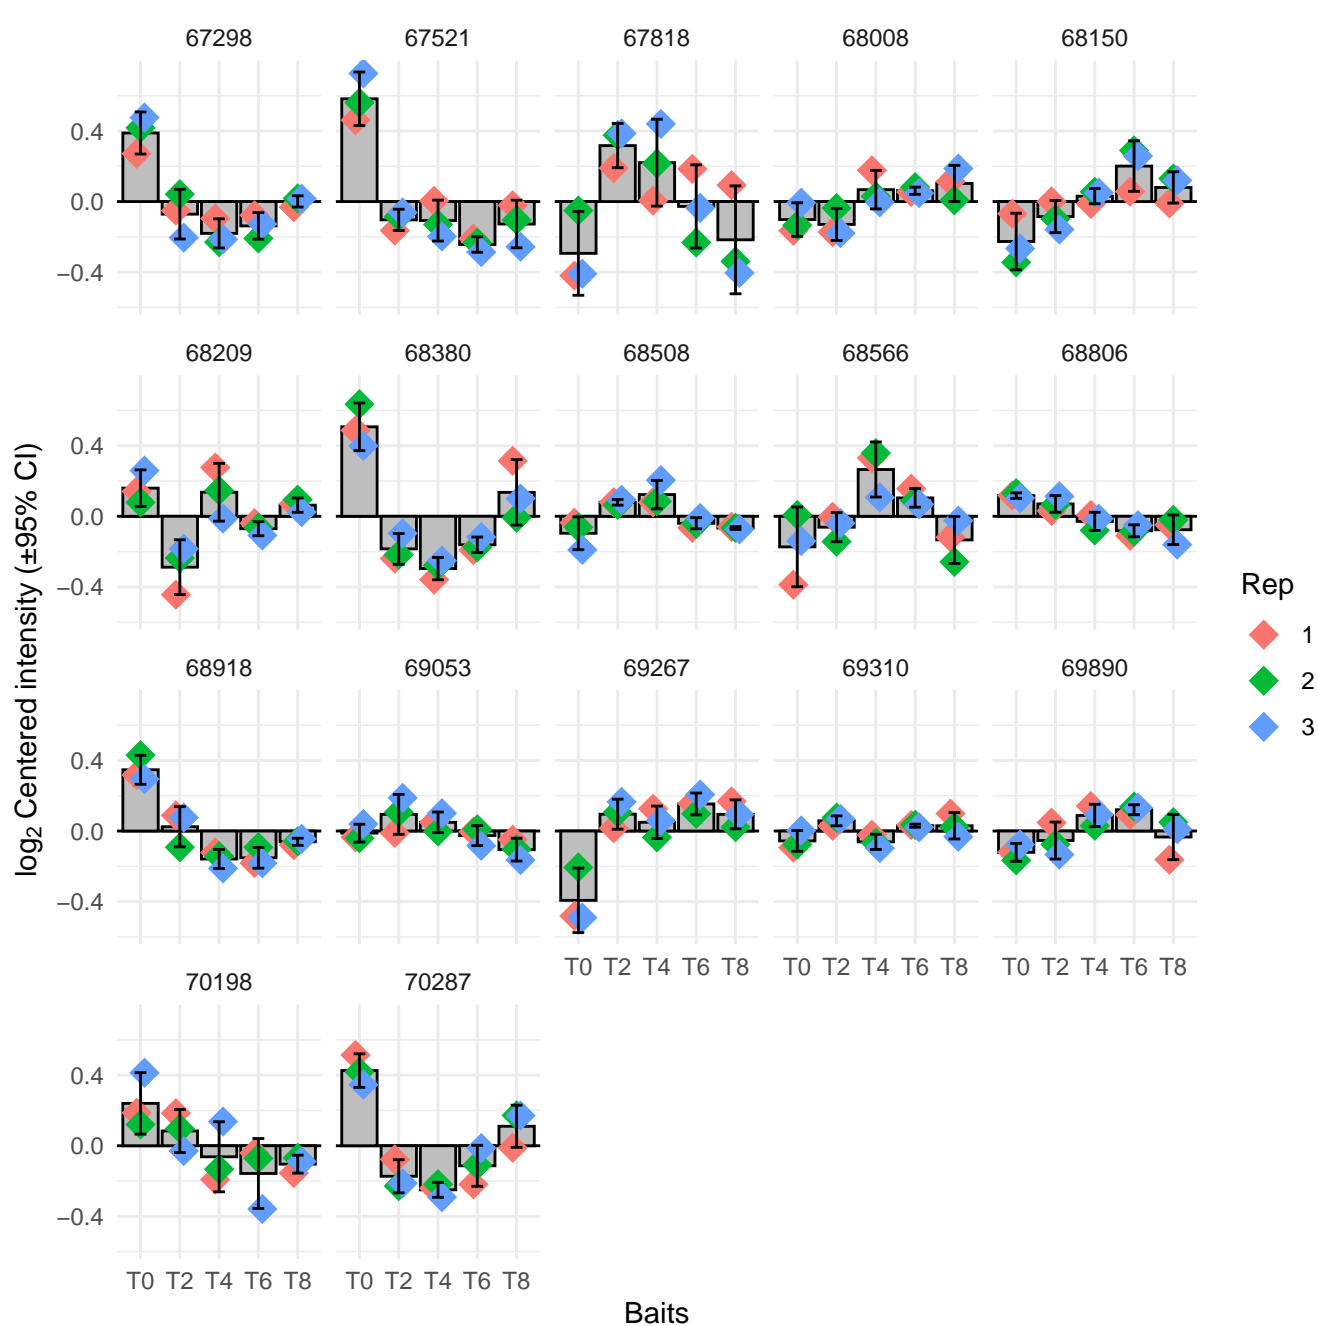 67298 67521 67818 68008 68150
0.4
0.0
−0.4
68209 68380 68508 68566 68806
0.4
0.0
−0.4
68918 69053 69267 69310 69890
0.4
0.0
−0.4
T0 T2 T4 T6 T8 T0 T2 T4 T6 T8 T0 T2 T4 T6 T8
70198 70287
0.4
0.0
−0.4
T0 T2 T4 T6 T8 T0 T2 T4 T6 T8
Baits
log2 Centered intensity (±95% CI)
Rep
1
2
3